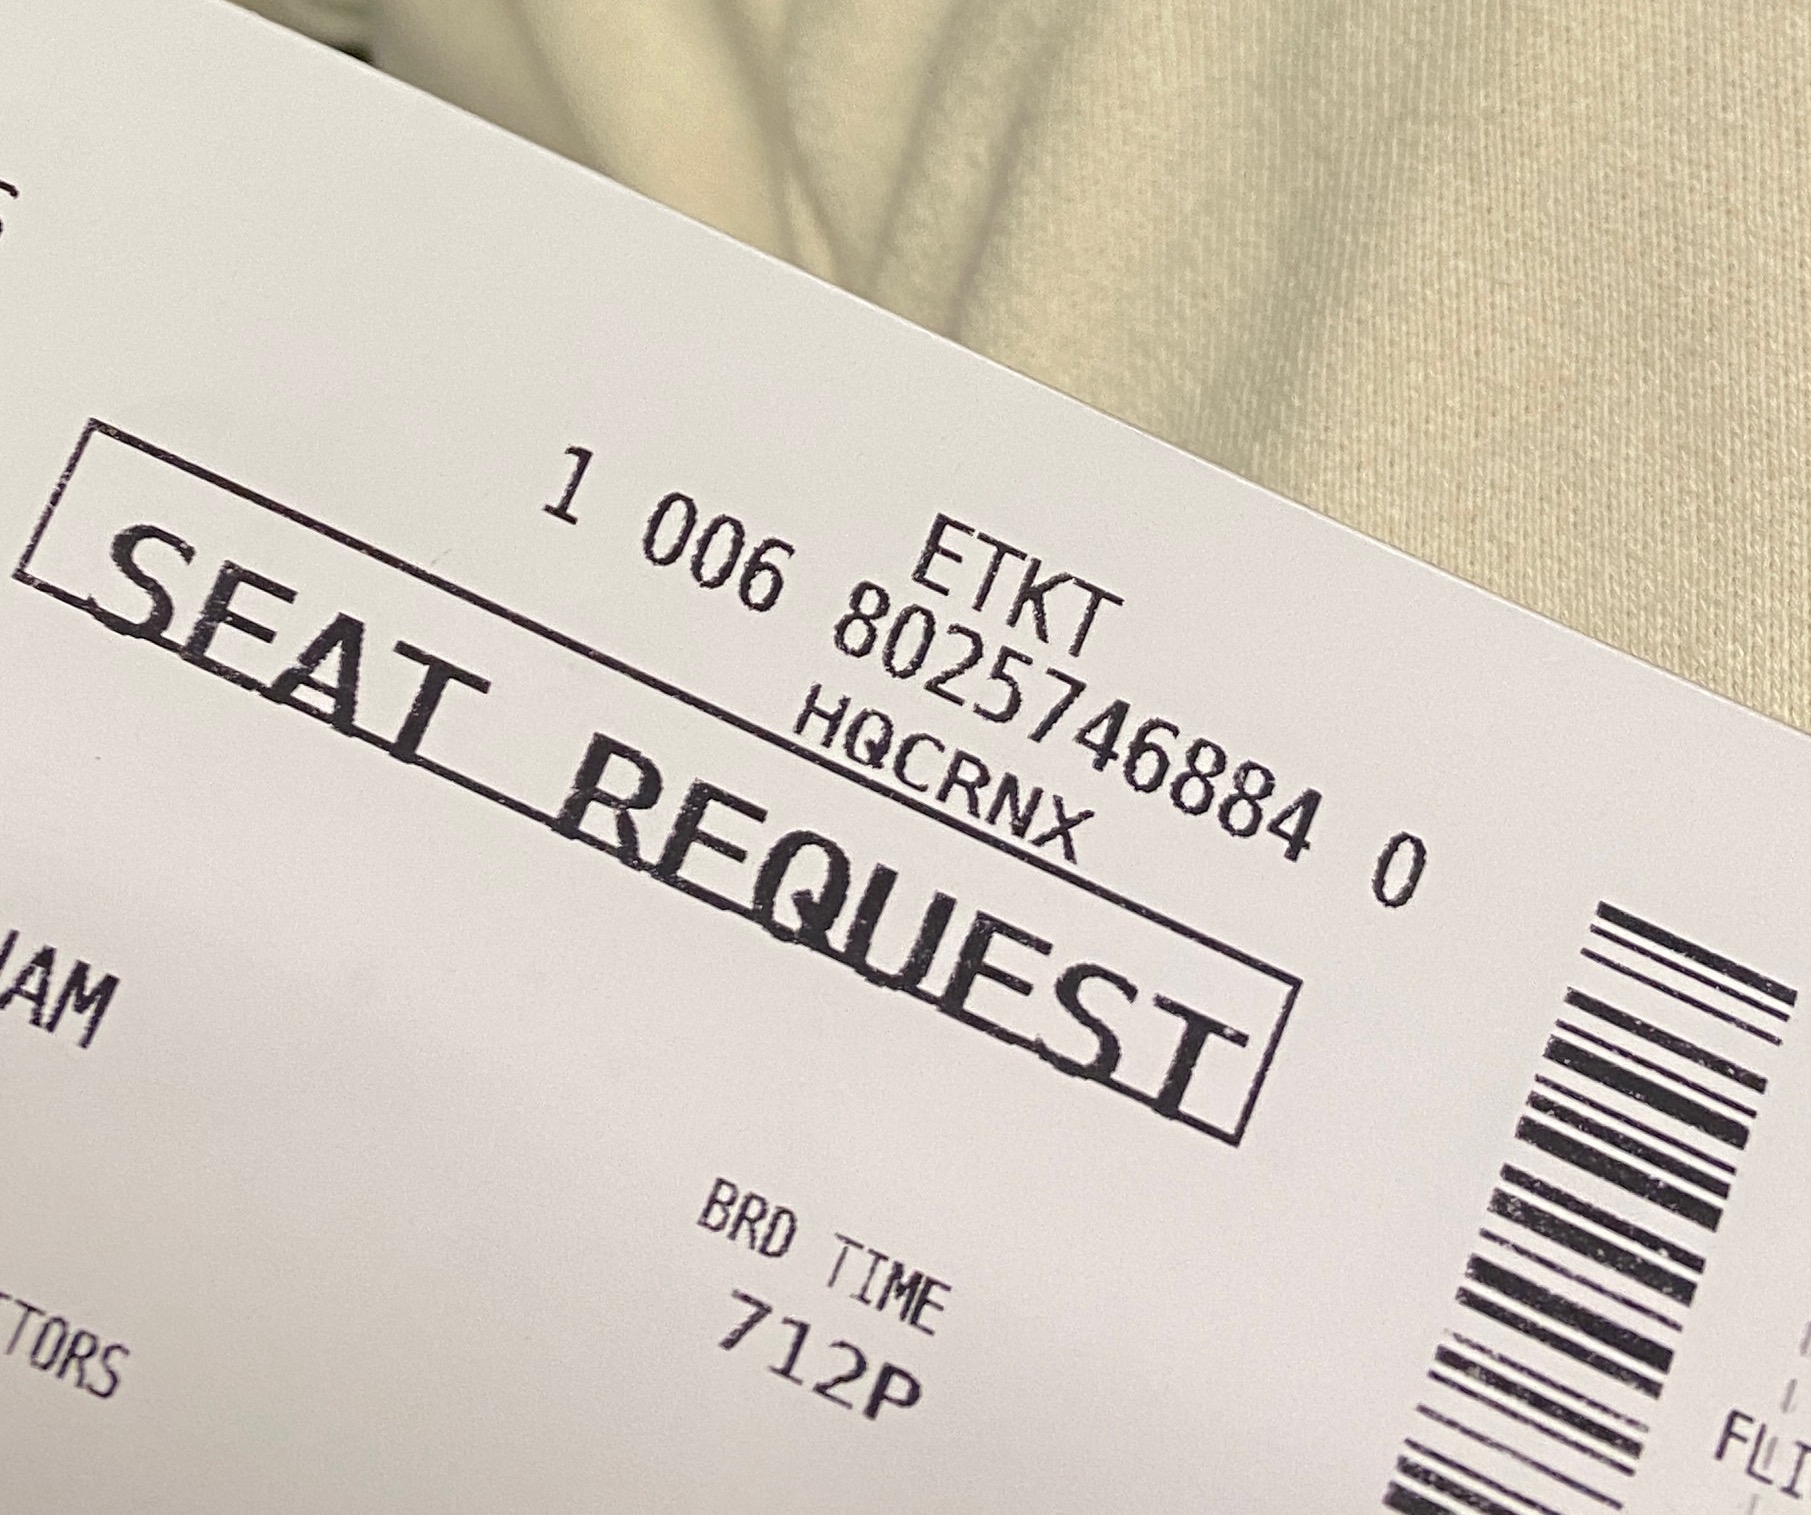 ETKT
1 006 8025746884 0
HQCRNX
SEAT REQUEST
BRD TIME
712P